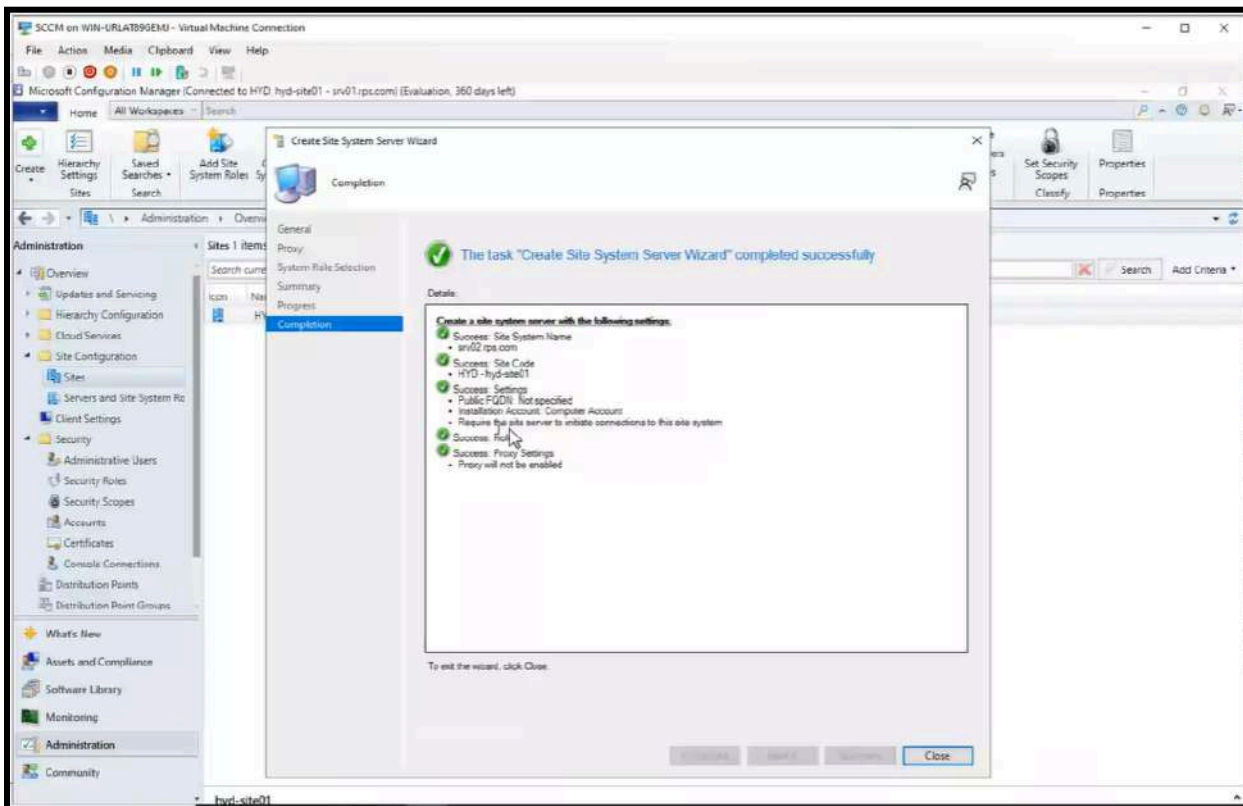 SCCM on WIN-URLAT89GEMJ - Virtual Machine Connection
File Action Media Clipboard View Help
Microsoft Configuration Manager (Connected to HYD hyd-site01 - srv01.rps.com) (Evaluation, 360 days left)
Home All Workspaces Search
Create
Hierarchy Settings
Saved Searches
Add Site System Roles
Sites
Search
Set Security Scopes
Properties
Classify
Properties
Administration
Administration
Overview
Updates and Servicing
Hierarchy Configuration
Cloud Services
Site Configuration
Sites
Servers and Site System Ro
Client Settings
Security
Administrative Users
Security Roles
Security Scopes
Accounts
Certificates
Console Connections
Distribution Points
Distribution Point Groups
What's New
Assets and Compliance
Software Library
Monitoring
Administration
Community
Sites 1 items
Search curre
Icon Na
HY
Search Add Criteria
Create Site System Server Wizard
Completion
General
Proxy
System Role Selection
Summary
Progress
Completion
The task "Create Site System Server Wizard" completed successfully
Details:
Create a site system server with the following settings:
Success: Site System Name
• srv02.rps.com
Success: Site Code
• HYD - hyd-site01
Success: Settings
• Public FQDN: Not specified
• Installation Account: Computer Account
• Require the site server to initiate connections to this site system
Success:
Success: Proxy Settings
• Proxy will not be enabled
To exit the wizard, click Close.
Close
hyd-site01